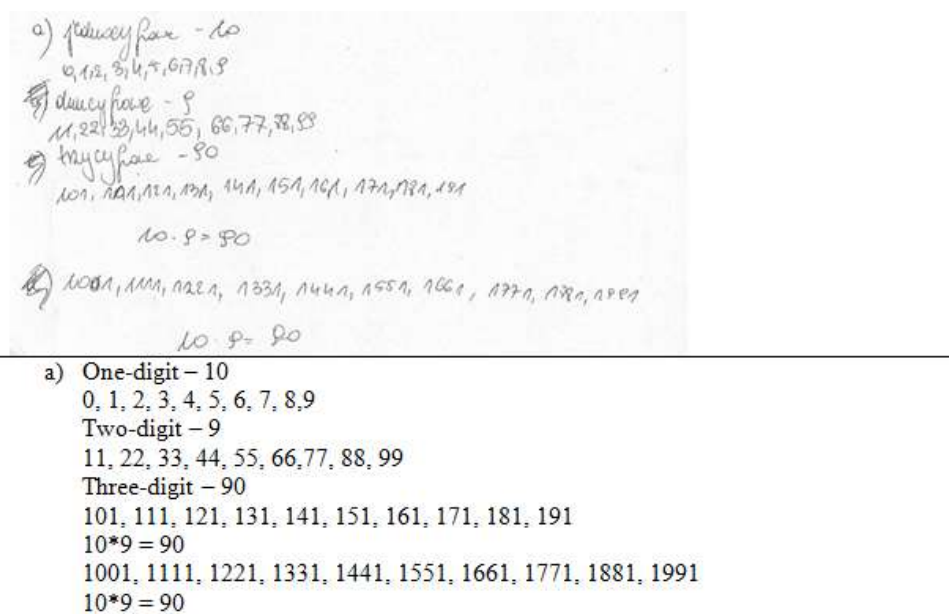 a) jednocyfrowe - 10
0,1,2,3,4,5,6,7,8,9
dwucyfrowe - 9
11,22,33,44,55, 66,77,88,99
trzycyfrowe - 90
101, 111, 121, 131, 141, 151, 161, 171, 181, 191
10 · 9 = 90
1001, 1111, 1221, 1331, 1441, 1551, 1661, 1771, 1881, 1991
10 · 9 = 90
a) One-digit – 10
0, 1, 2, 3, 4, 5, 6, 7, 8,9
Two-digit – 9
11, 22, 33, 44, 55, 66,77, 88, 99
Three-digit – 90
101, 111, 121, 131, 141, 151, 161, 171, 181, 191
10*9 = 90
1001, 1111, 1221, 1331, 1441, 1551, 1661, 1771, 1881, 1991
10*9 = 90